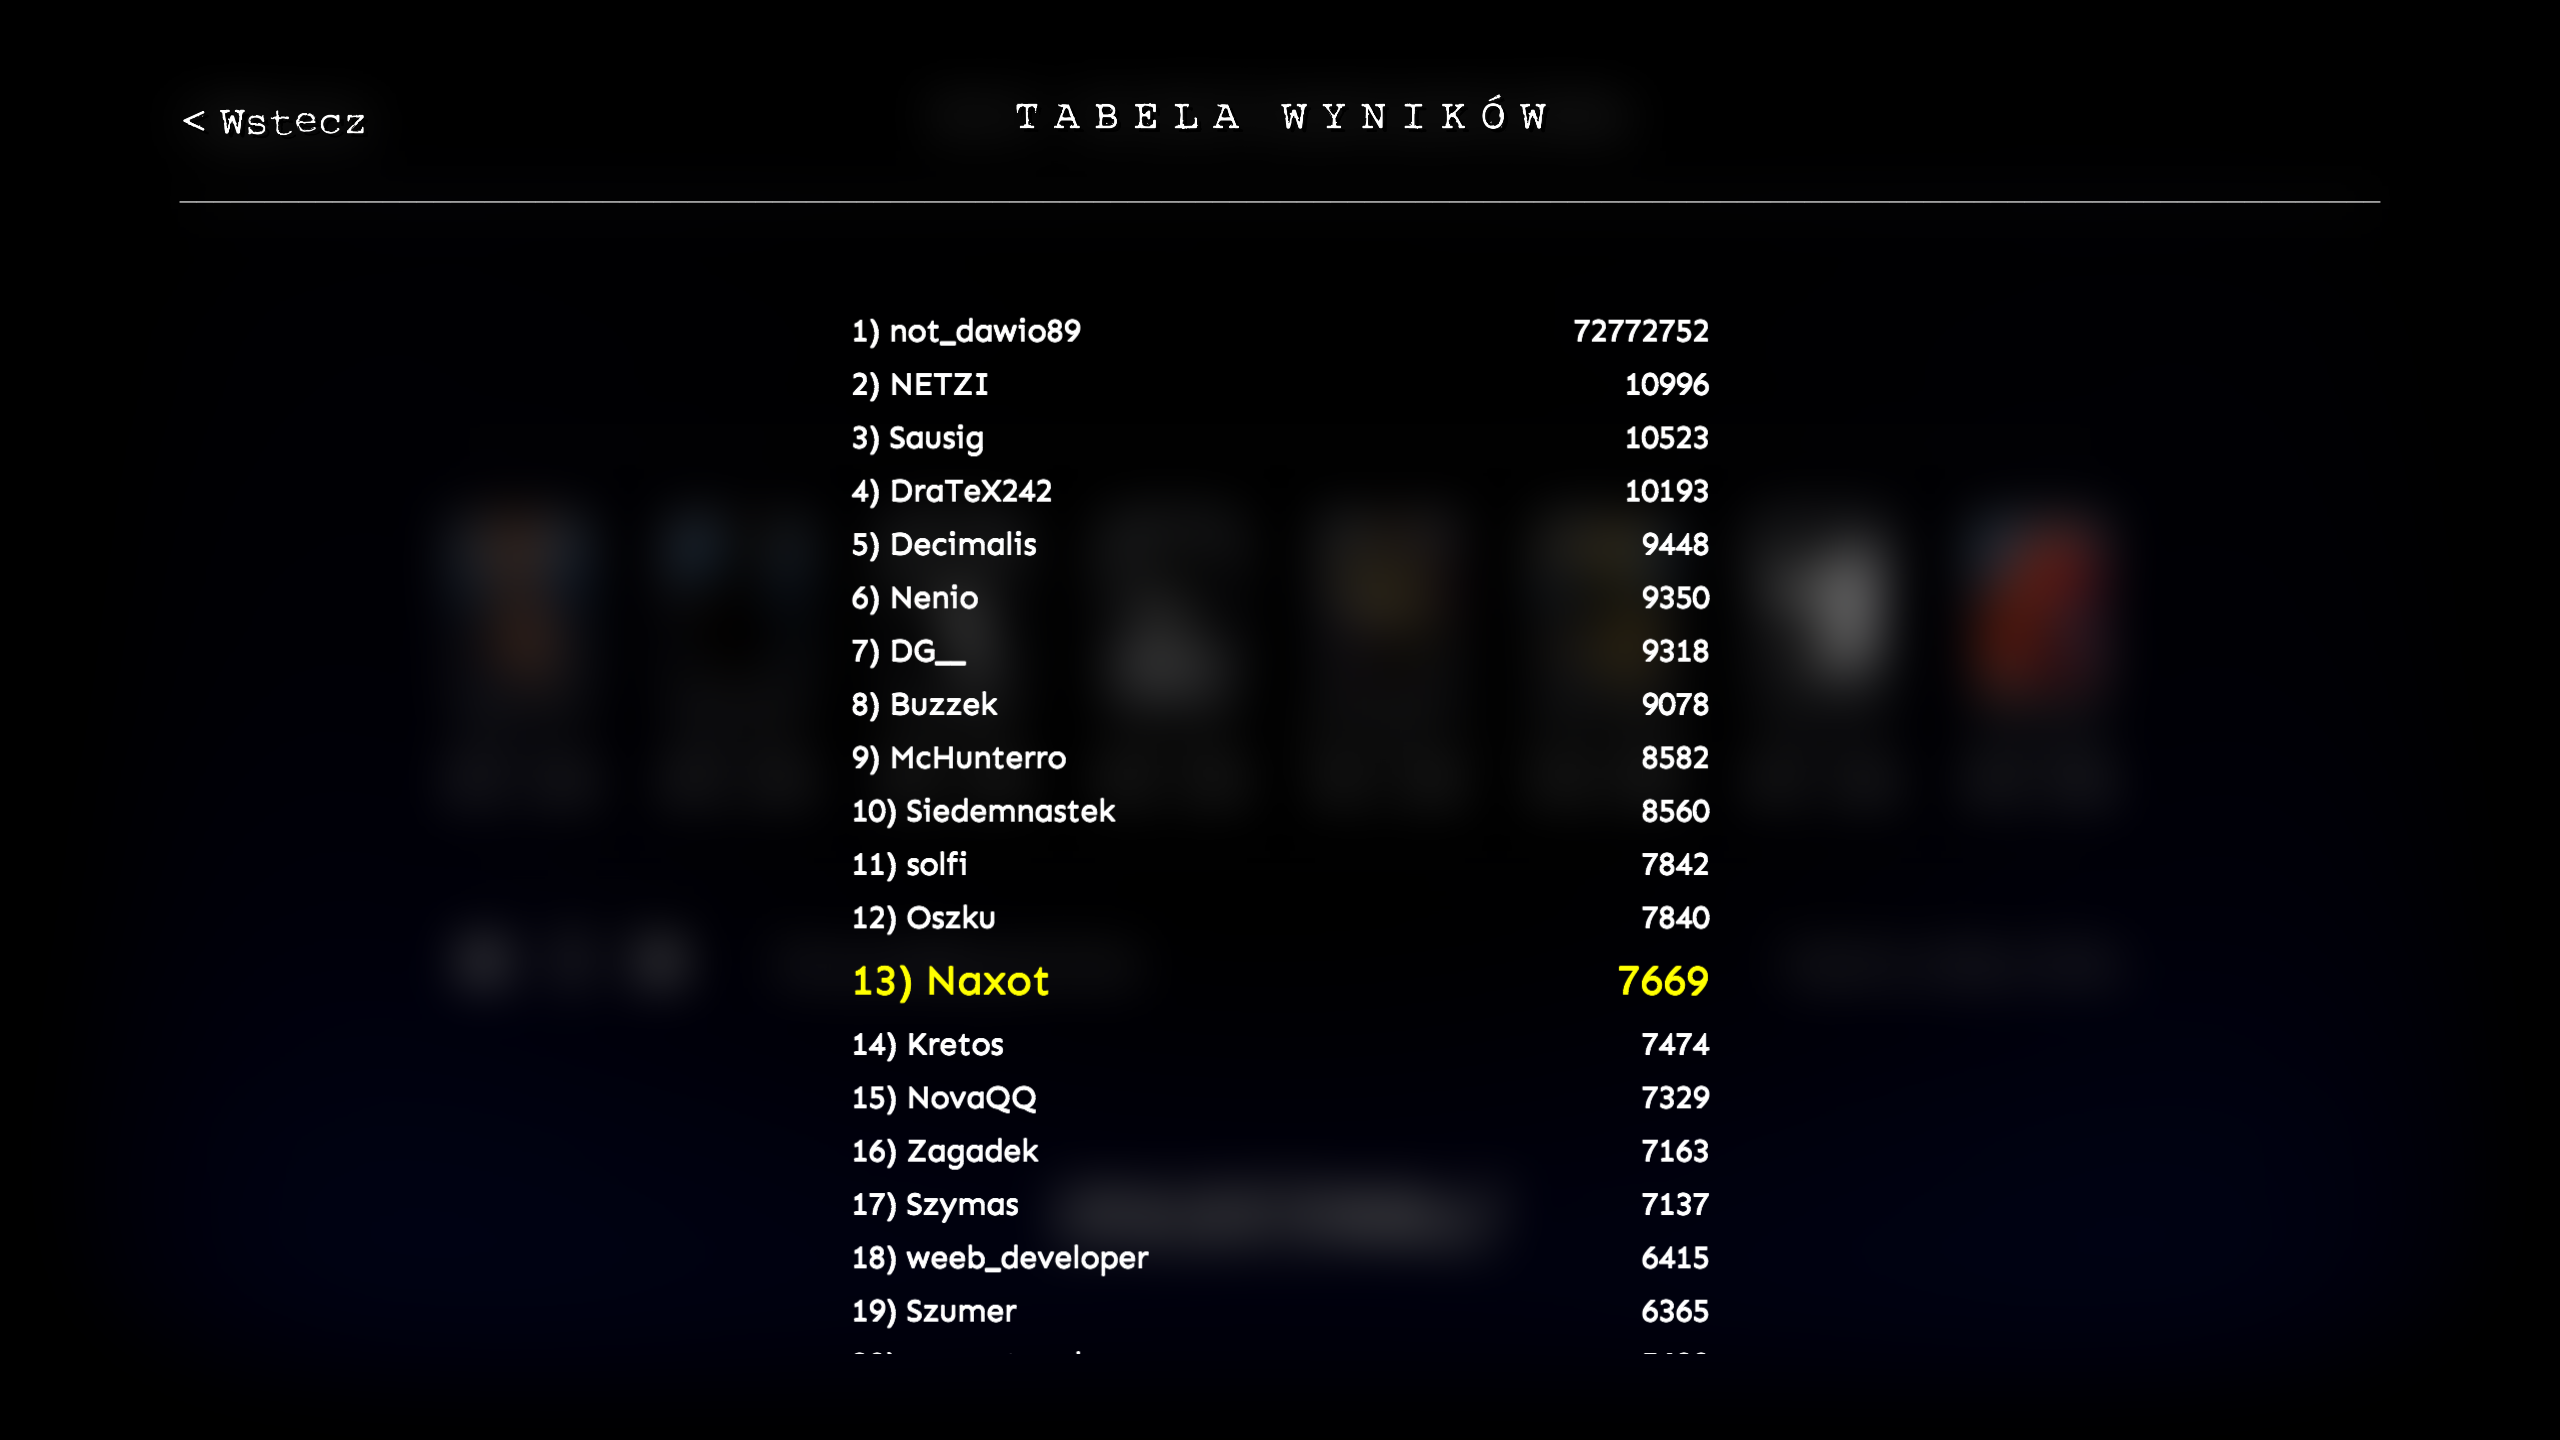 < Wstecz
TABELA WYNIKÓW
1) not_dawio89 72772752
2) NETZI 10996
3) Sausig 10523
4) DraTeX242 10193
5) Decimalis 9448
6) Nenio 9350
7) DG__ 9318
8) Buzzek 9078
9) McHunterro 8582
10) Siedemnastek 8560
11) solfi 7842
12) Oszku 7840
13) Naxot 7669
14) Kretos 7474
15) NovaQQ 7329
16) Zagadek 7163
17) Szymas 7137
18) weeb_developer 6415
19) Szumer 6365